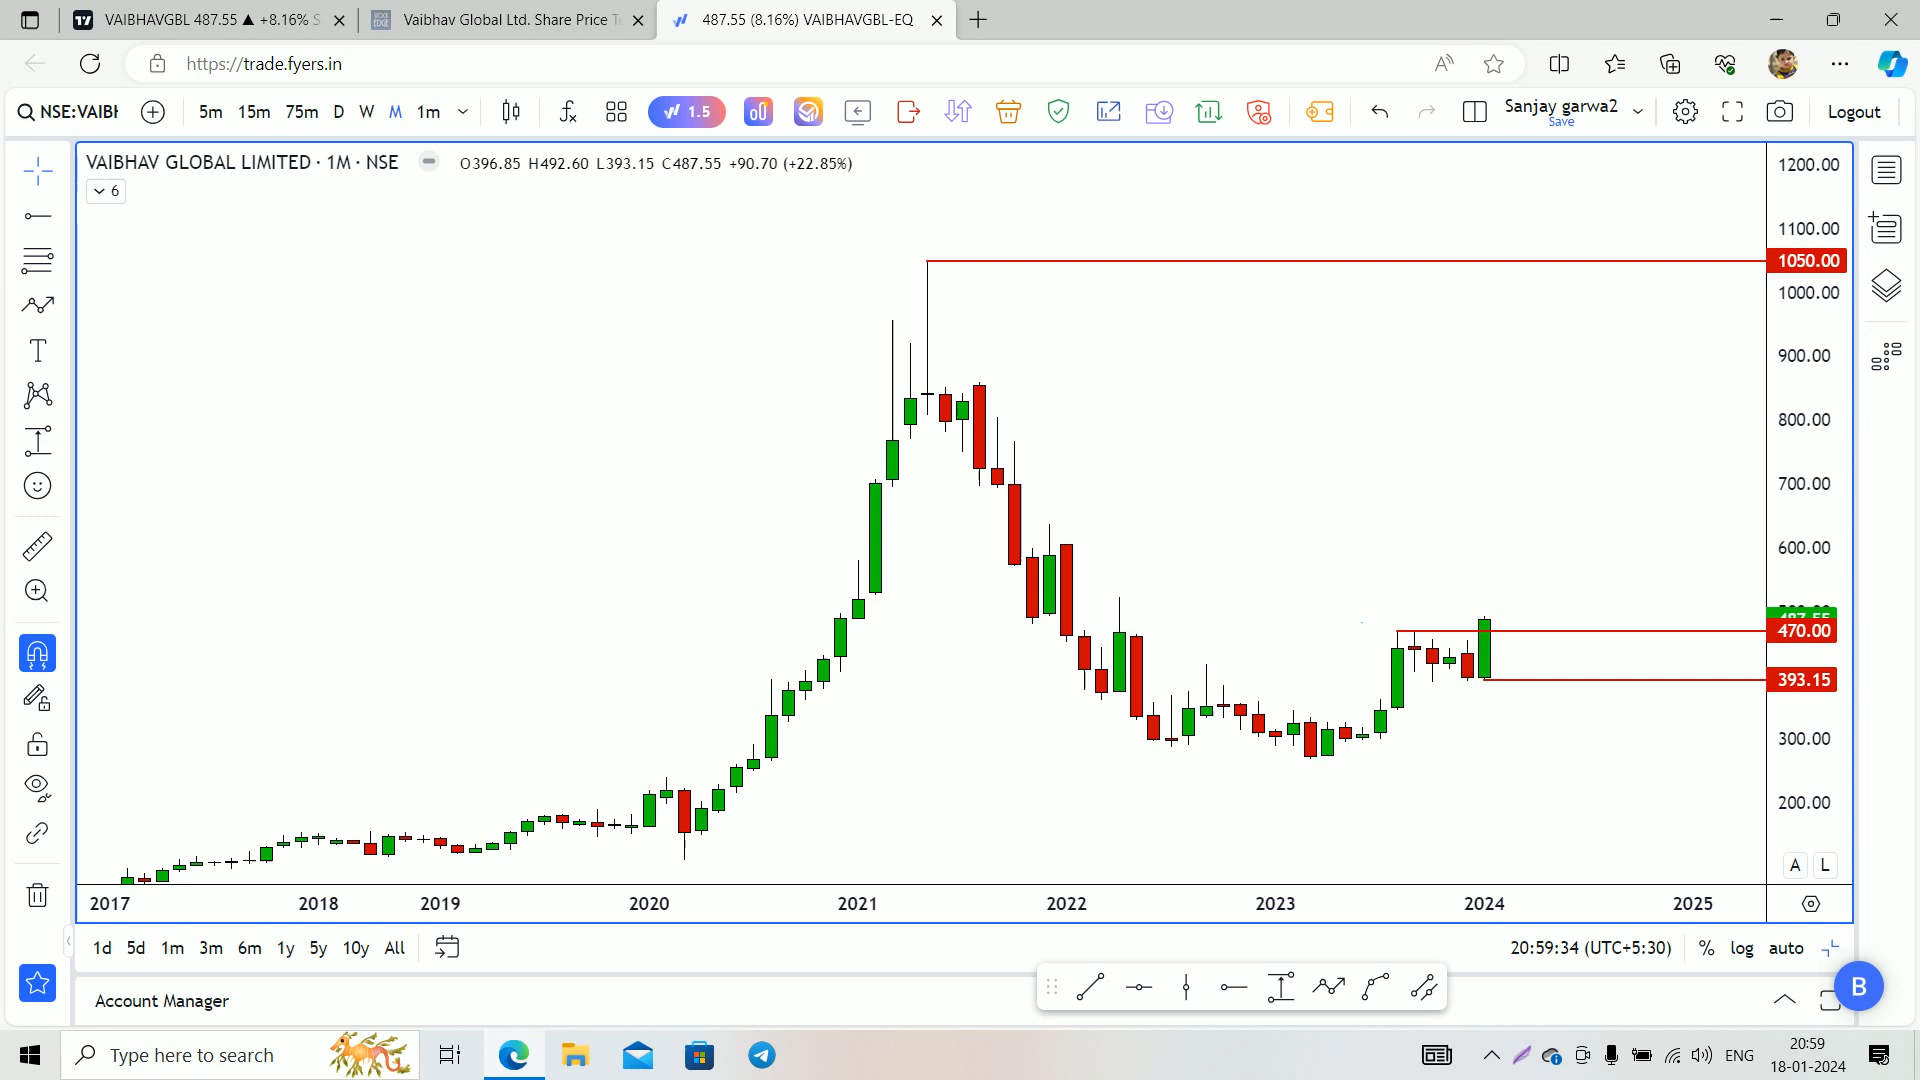 VAIBHAVGBL 487.55 ▲ +8.16%
Vaibhav Global Ltd. Share Price
487.55 (8.16%) VAIBHAVGBL-EQ
https://trade.fyers.in
NSE:VAIBH
5m 15m 75m D W M 1m
1.5
Sanjay garwa2
Save
Logout
VAIBHAV GLOBAL LIMITED · 1M · NSE O396.85 H492.60 L393.15 C487.55 +90.70 (+22.85%)
6
1200.00
1100.00
1050.00
1000.00
900.00
800.00
700.00
600.00
487.55
470.00
393.15
300.00
200.00
A L
2017 2018 2019 2020 2021 2022 2023 2024 2025
1d 5d 1m 3m 6m 1y 5y 10y All
20:59:34 (UTC+5:30) % log auto
Account Manager
B
Type here to search
ENG
20:59
18-01-2024